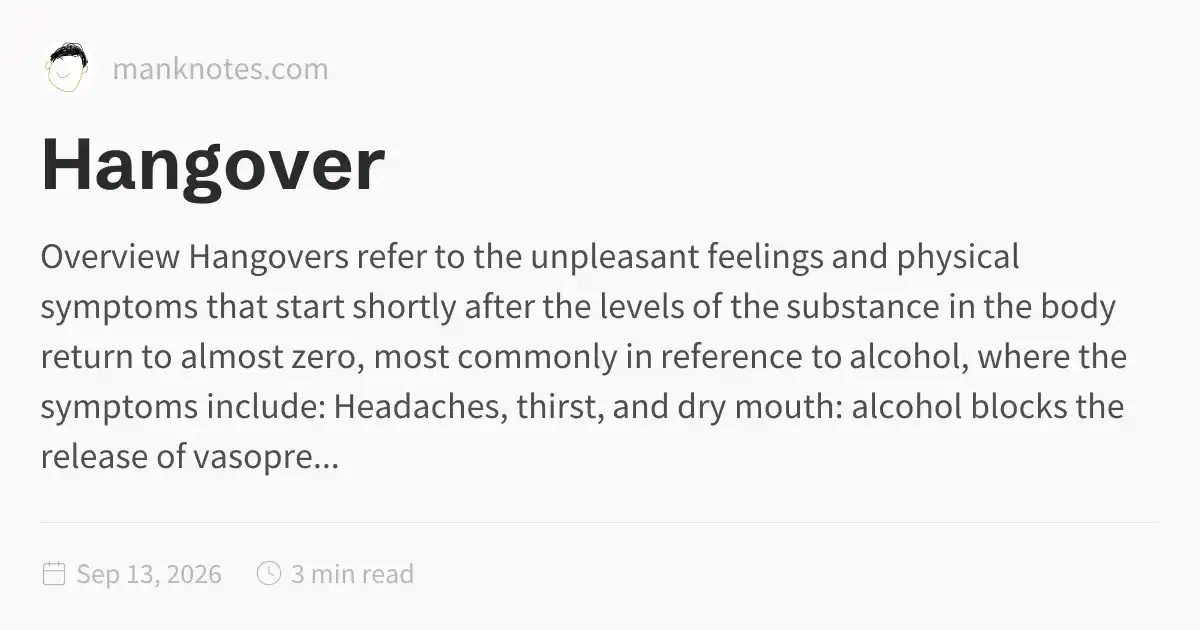 manknotes.com
Hangover
Overview Hangovers refer to the unpleasant feelings and physical
symptoms that start shortly after the levels of the substance in the body
return to almost zero, most commonly in reference to alcohol, where the
symptoms include: Headaches, thirst, and dry mouth: alcohol blocks the
release of vasopre...
Sep 13, 2026 3 min read